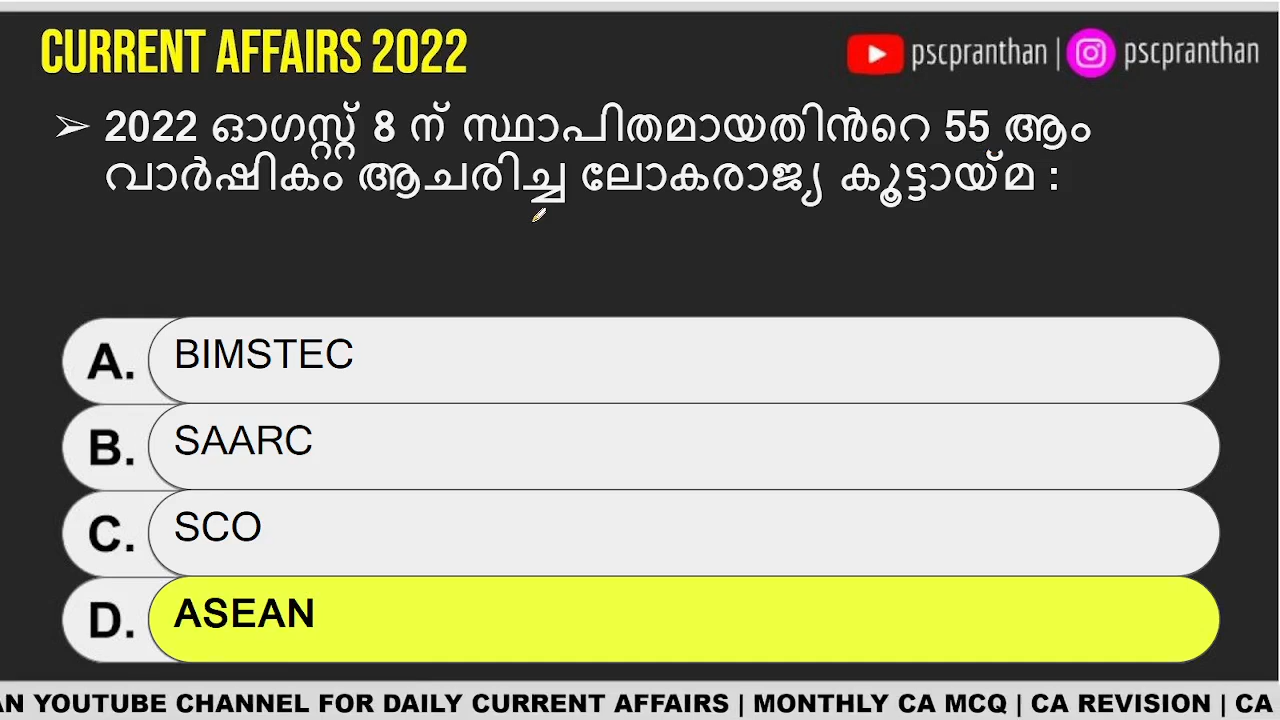 CURRENT AFFAIRS 2022
pscpranthan | pscpranthan
➢ 2022 ഓഗസ്റ്റ് 8 ന് സ്ഥാപിതമായതിൻറെ 55 ആം
വാർഷികം ആചരിച്ച ലോകരാജ്യ കൂട്ടായ്മ :
A. BIMSTEC
B. SAARC
C. SCO
D. ASEAN
AN YOUTUBE CHANNEL FOR DAILY CURRENT AFFAIRS | MONTHLY CA MCQ | CA REVISION | CA